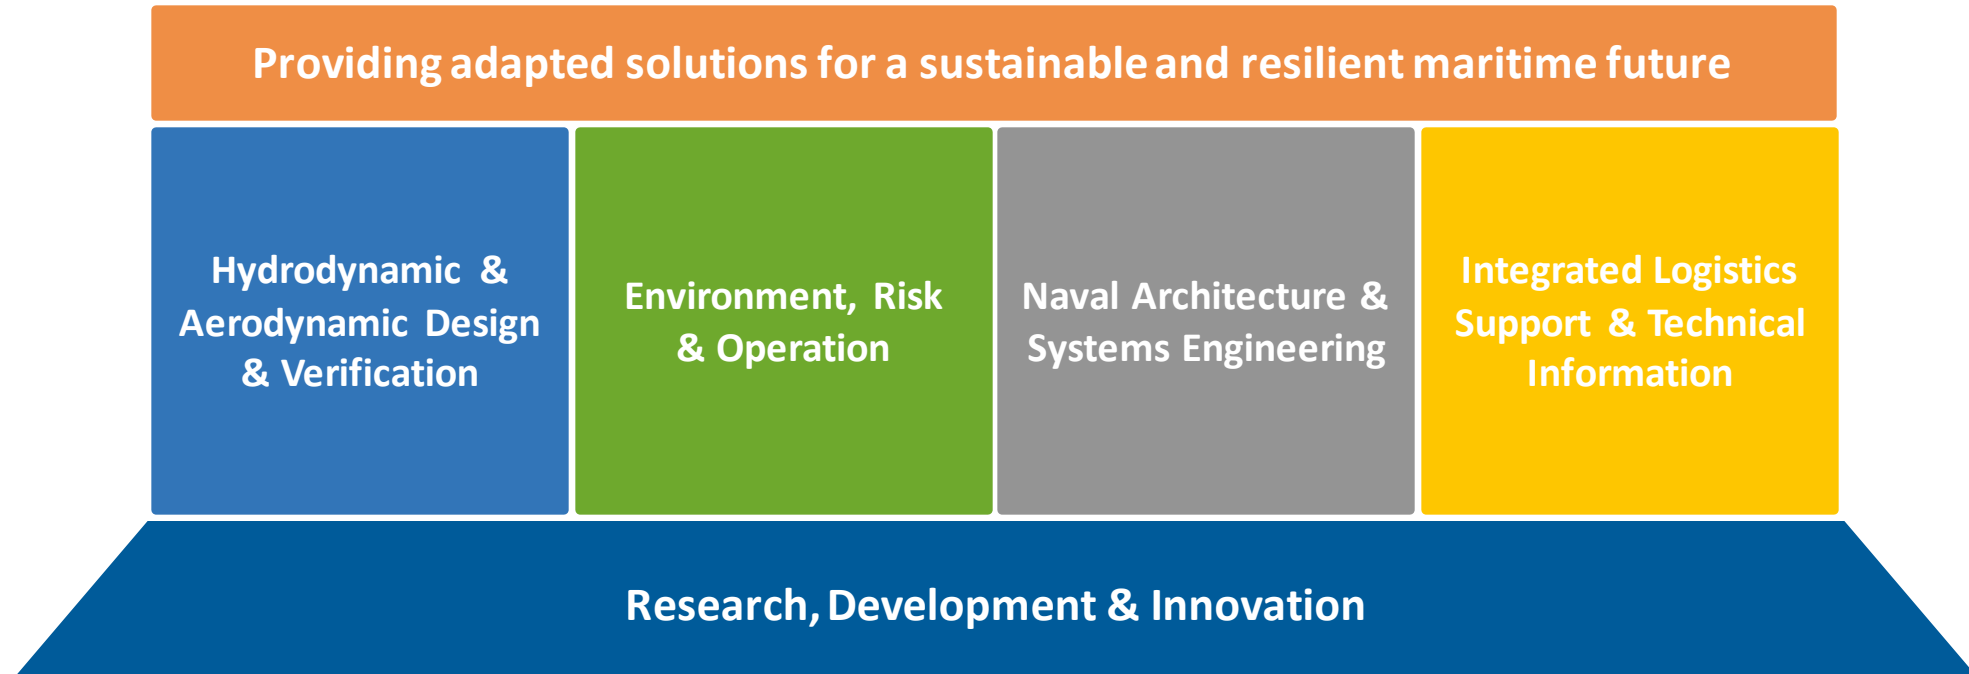 Providing adapted solutions for a sustainable and resilient maritime future
Hydrodynamic &
Aerodynamic Design
& Verification
Environment, Risk
& Operation
Naval Architecture &
Systems Engineering
Integrated Logistics
Support & Technical
Information
Research, Development & Innovation